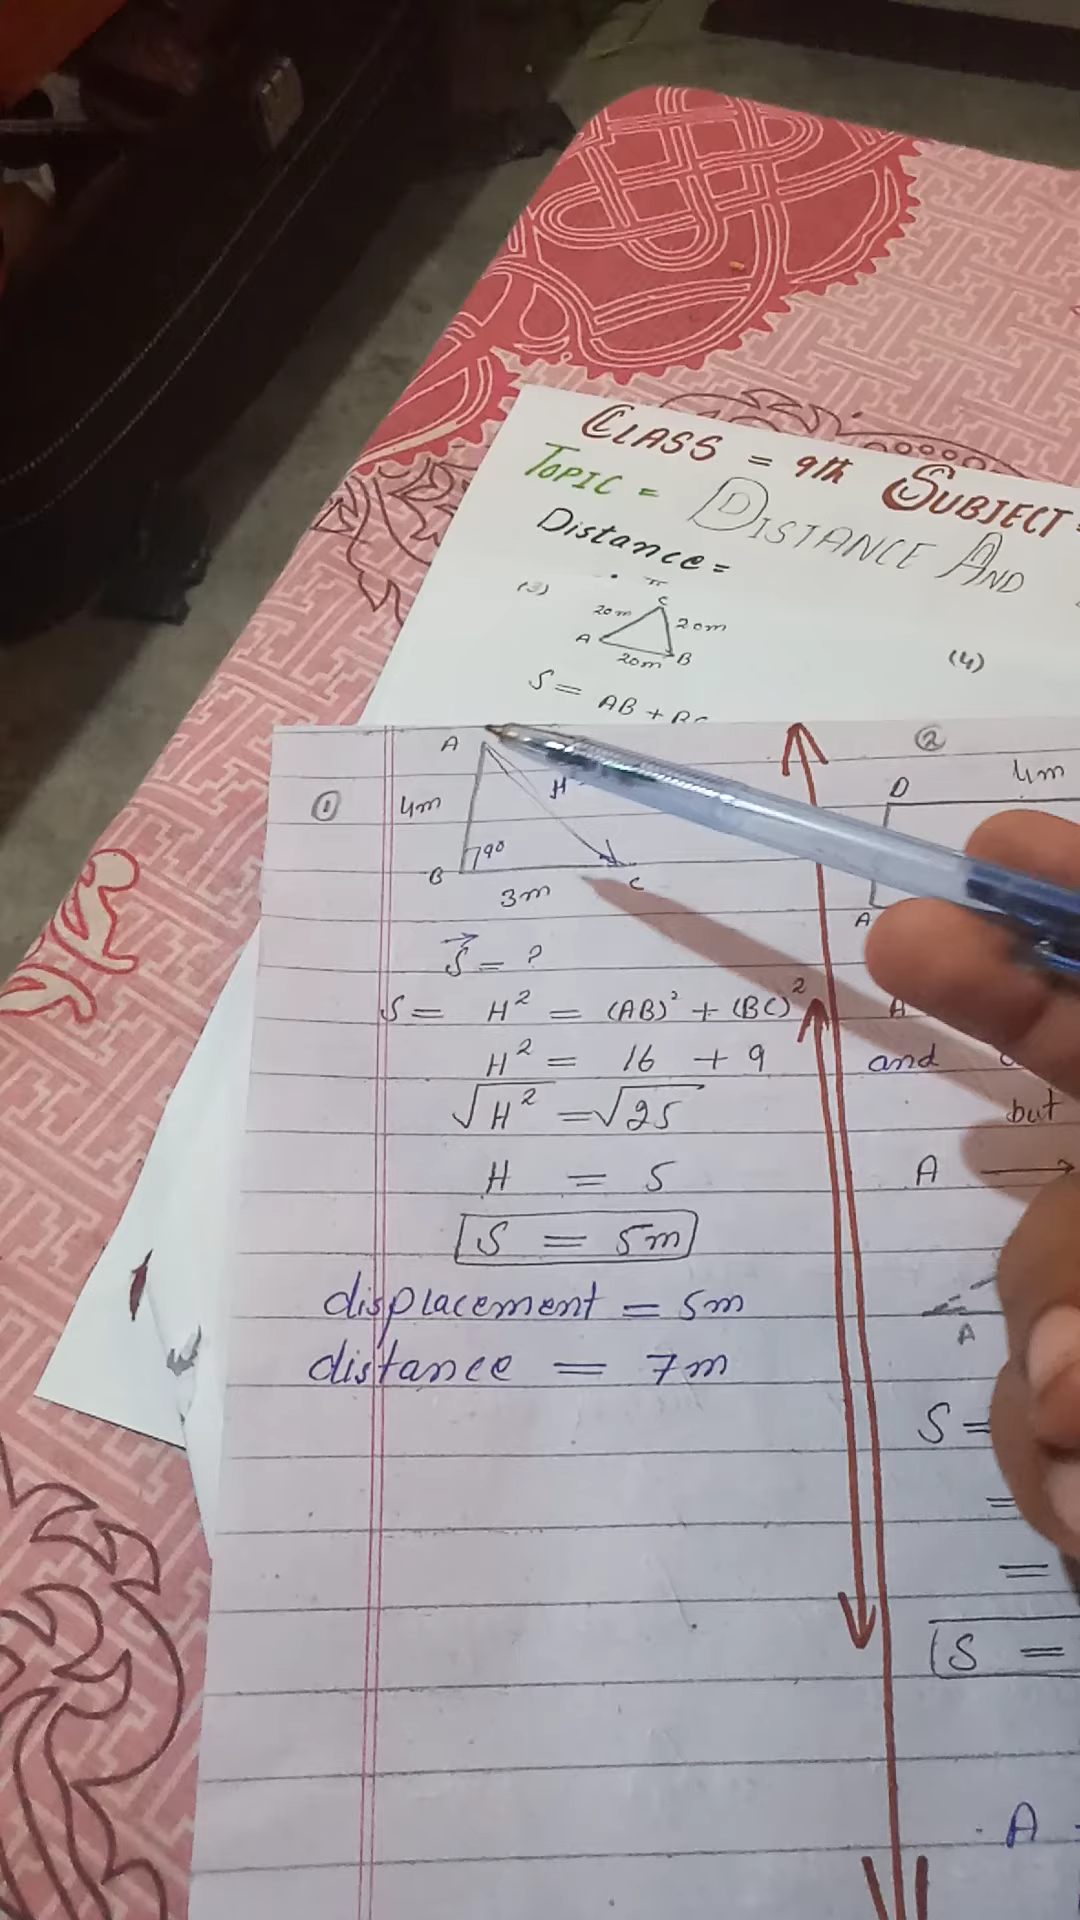 CLASS = 9th SUBJECT =
TOPIC = DISTANCE AND
Distance =
(3)
C
20m
20m
A
B
20m
(4)
S = AB + BC
A
H
4m
①
90
B
3m
C
S⃗ = ?
S = H² = (AB)² + (BC)²
H² = 16 + 9
√H² = √25
H = 5
S = 5m
displacement = 5m
distance = 7m
②
4m
D
A
A
and
but
A →
A
S =
=
=
S =
A